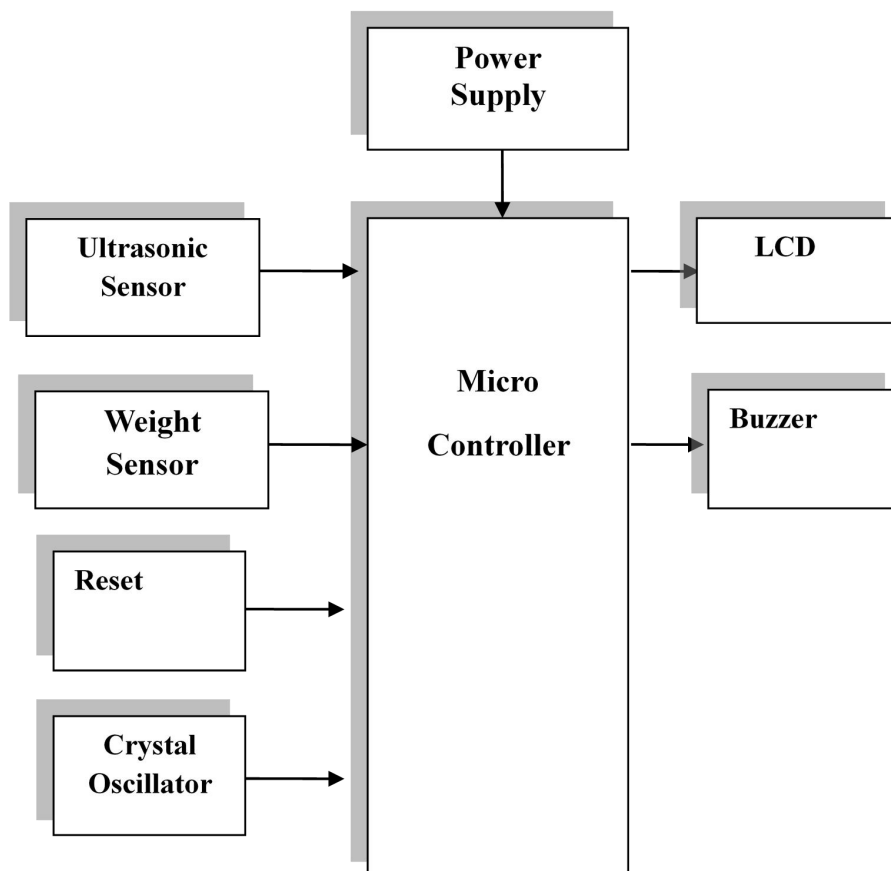 Power
Supply
Ultrasonic
Sensor
LCD
Micro
Controller
Weight
Sensor
Buzzer
Reset
Crystal
Oscillator